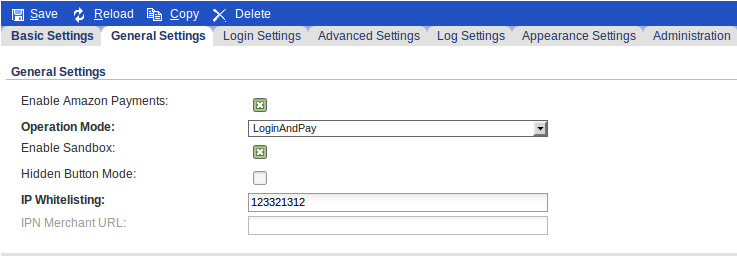 Save Reload Copy Delete
Basic Settings General Settings Login Settings Advanced Settings Log Settings Appearance Settings Administration
General Settings
Enable Amazon Payments:
Operation Mode: LoginAndPay
Enable Sandbox:
Hidden Button Mode:
IP Whitelisting: 123321312
IPN Merchant URL: